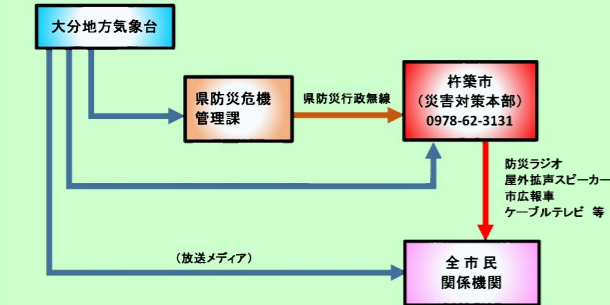 大分地方気象台
県防災危機
管理課
県防災行政無線
杵築市
(災害対策本部)
0978-62-3131
防災ラジオ
屋外拡声スピーカー
市広報車
ケーブルテレビ 等
(放送メディア)
全 市 民
関係機関